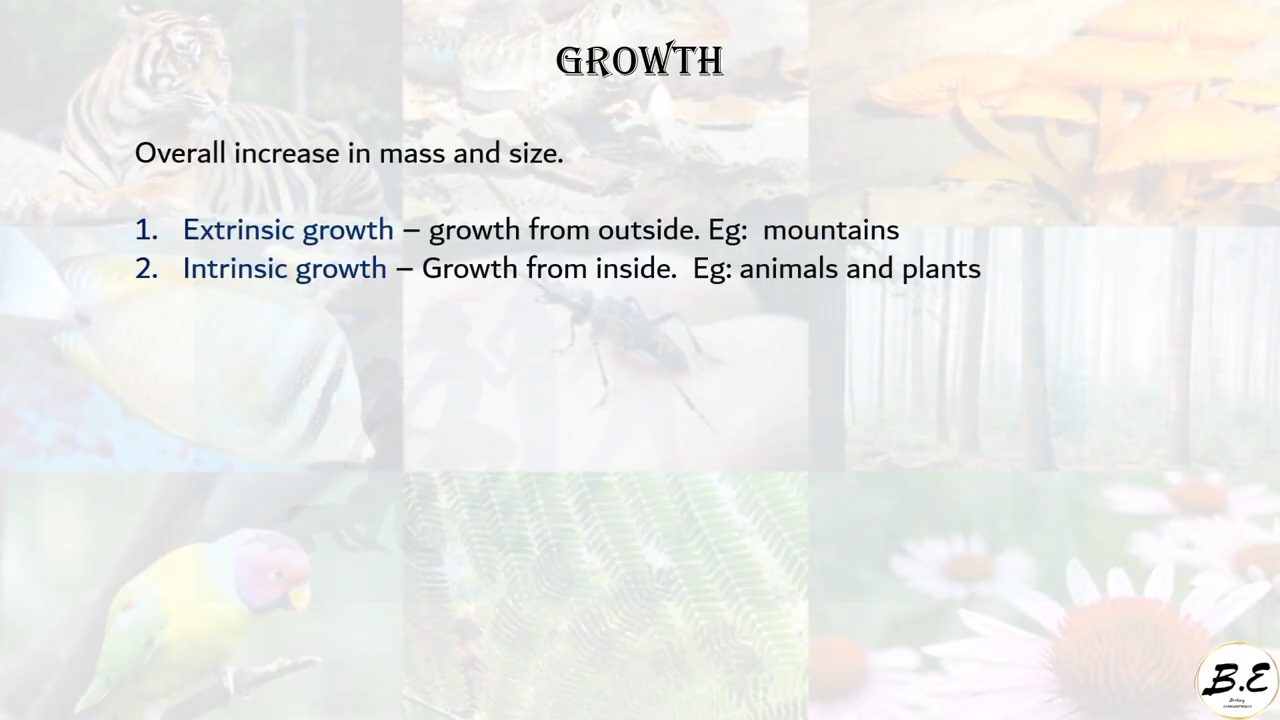 GROWTH
Overall increase in mass and size.
1. Extrinsic growth – growth from outside. Eg: mountains
2. Intrinsic growth – Growth from inside. Eg: animals and plants
B.E